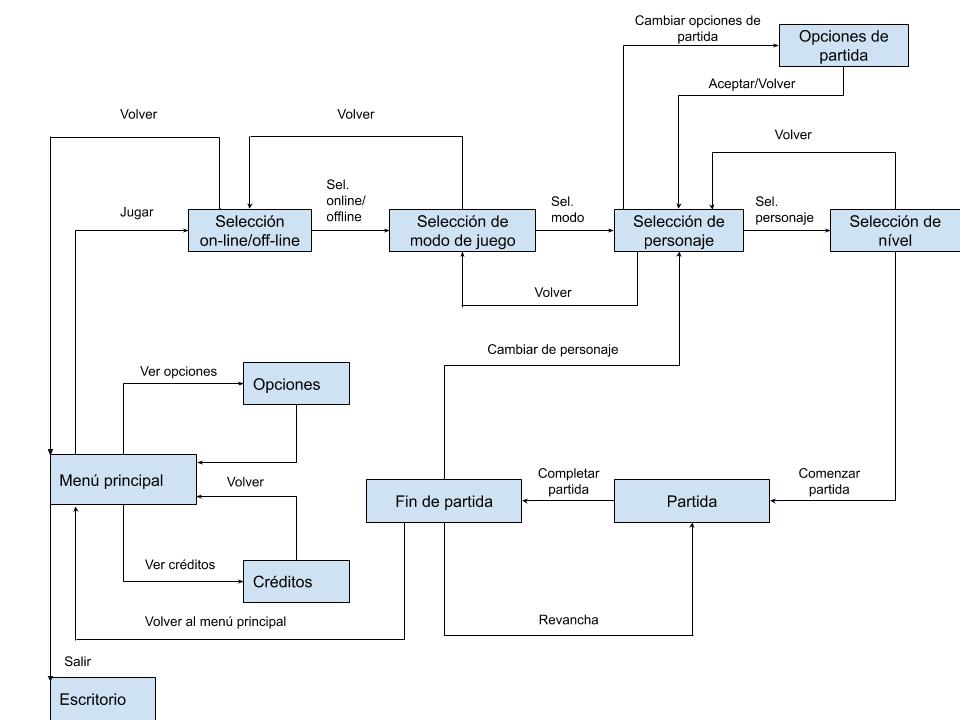 Cambiar opciones de
partida
Opciones de
partida
Aceptar/Volver
Volver
Volver
Volver
Sel.
online/
offline
Sel.
modo
Sel.
personaje
Jugar
Selección
on-line/off-line
Selección de
modo de juego
Selección de
personaje
Selección de
nível
Volver
Cambiar de personaje
Ver opciones
Opciones
Menú principal
Volver
Fin de partida
Completar
partida
Partida
Comenzar
partida
Ver créditos
Créditos
Volver al menú principal
Revancha
Salir
Escritorio